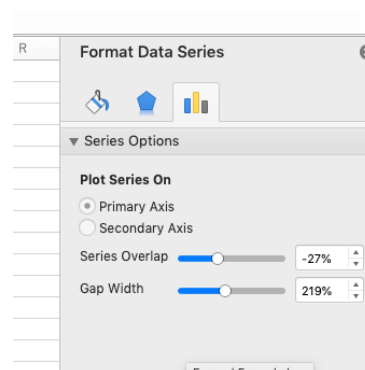 R
Format Data Series
Series Options
Plot Series On
Primary Axis
Secondary Axis
Series Overlap -27%
Gap Width 219%